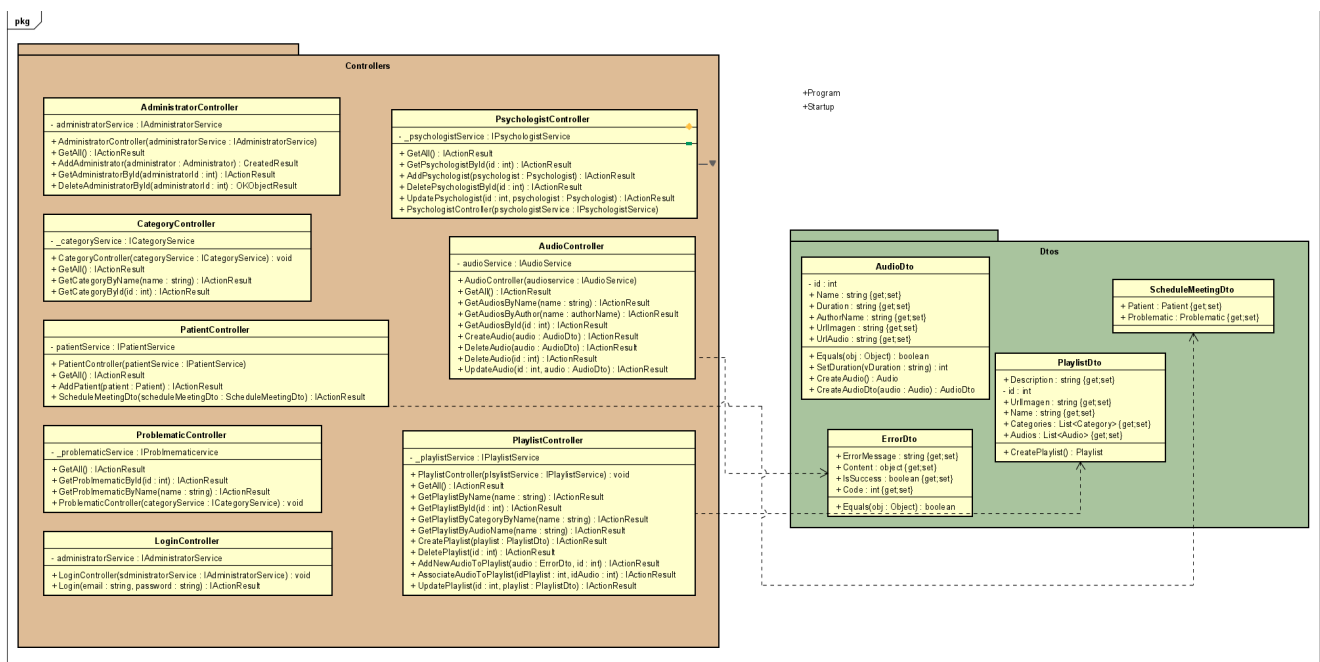 pkg
Controllers
AdministratorController
- administratorService : IAdministratorService
+ AdministratorController(administratorService : IAdministratorService)
+ GetAll() : IActionResult
+ AddAdministrator(administrator : Administrator) : CreatedResult
+ GetAdministratorById(administratorId : int) : IActionResult
+ DeleteAdministratorById(administratorId : int) : OKObjectResult
PsychologistController
- _psychologistService : IPsychologistService
+ GetAll() : IActionResult
+ GetPsychologistById(id : int) : IActionResult
+ AddPsychologist(psychologist : Psychologist) : IActionResult
+ DeletePsychologistById(id : int) : IActionResult
+ UpdatePsychologist(id : int, psychologist : Psychologist) : IActionResult
+ PsychologistController(psychologistService : IPsychologistService)
CategoryController
- _categoryService : ICategoryService
+ CategoryController(categoryService : ICategoryService) : void
+ GetAll() : IActionResult
+ GetCategoryByName(name : string) : IActionResult
+ GetCategoryById(id : int) : IActionResult
AudioController
- audioService : IAudioService
+ AudioController(audioservice : IAudioService)
+ GetAll() : IActionResult
+ GetAudiosByName(name : string) : IActionResult
+ GetAudiosByAuthor(name : authorName) : IActionResult
+ GetAudiosById(id : int) : IActionResult
+ CreateAudio(audio : AudioDto) : IActionResult
+ DeleteAudio(audio : AudioDto) : IActionResult
+ DeleteAudio(id : int) : IActionResult
+ UpdateAudio(id : int, audio : AudioDto) : IActionResult
PatientController
- patientService : IPatientService
+ PatientController(patientService : IPatientService)
+ GetAll() : IActionResult
+ AddPatient(patient : Patient) : IActionResult
+ ScheduleMeetingDto(scheduleMeetingDto : ScheduleMeetingDto) : IActionResult
ProblematicController
- _problematicService : IProblmematicervice
+ GetAll() : IActionResult
+ GetProblmematicById(id : int) : IActionResult
+ GetProblmematicByName(name : string) : IActionResult
+ ProblematicController(categoryService : ICategoryService) : void
PlaylistController
- _playlistService : IPlaylistService
+ PlaylistController(plsylistService : IPlaylistService) : void
+ GetAll() : IActionResult
+ GetPlaylistByName(name : string) : IActionResult
+ GetPlaylistById(id : int) : IActionResult
+ GetPlaylistByCategoryByName(name : string) : IActionResult
+ GetPlaylistByAudioName(name : string) : IActionResult
+ CreatePlaylist(playlist : PlaylistDto) : IActionResult
+ DeletePlaylist(id : int) : IActionResult
+ AddNewAudioToPlaylist(audio : ErrorDto, id : int) : IActionResult
+ AssociateAudioToPlaylist(idPlaylist : int, idAudio : int) : IActionResult
+ UpdatePlaylist(id : int, playlist : PlaylistDto) : IActionResult
LoginController
- administratorService : IAdministratorService
+ LoginController(sdministratorService : IAdministratorService) : void
+ Login(email : string, password : string) : IActionResult
+Program
+Startup
Dtos
AudioDto
- id : int
+ Name : string {get;set}
+ Duration : string {get;set}
+ AuthorName : string {get;set}
+ UrlImagen : string {get;set}
+ UrlAudio : string {get;set}
+ Equals(obj : Object) : boolean
+ SetDuration(vDuration : string) : int
+ CreateAudio() : Audio
+ CreateAudioDto(audio : Audio) : AudioDto
ScheduleMeetingDto
+ Patient : Patient {get;set}
+ Problematic : Problematic {get;set}
PlaylistDto
+ Description : string {get;set}
- id : int
+ UrlImagen : string {get;set}
+ Name : string {get;set}
+ Categories : List<Category> {get;set}
+ Audios : List<Audio> {get;set}
+ CreatePlaylist() : Playlist
ErrorDto
+ ErrorMessage : string {get;set}
+ Content : object {get;set}
+ IsSuccess : boolean {get;set}
+ Code : int {get;set}
+ Equals(obj : Object) : boolean